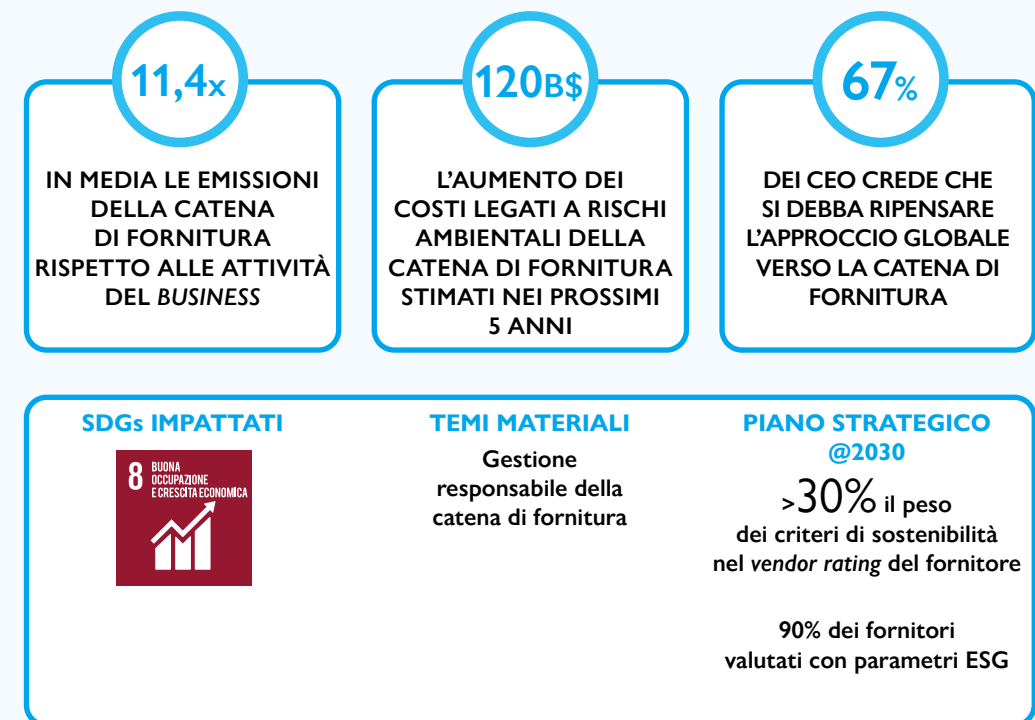 11,4x
IN MEDIA LE EMISSIONI
DELLA CATENA
DI FORNITURA
RISPETTO ALLE ATTIVITÀ
DEL BUSINESS
120B$
L'AUMENTO DEI
COSTI LEGATI A RISCHI
AMBIENTALI DELLA
CATENA DI FORNITURA
STIMATI NEI PROSSIMI
5 ANNI
67%
DEI CEO CREDE CHE
SI DEBBA RIPENSARE
L'APPROCCIO GLOBALE
VERSO LA CATENA DI
FORNITURA
SDGs IMPATTATI
8 BUONA
OCCUPAZIONE
E CRESCITA ECONOMICA
TEMI MATERIALI
Gestione
responsabile della
catena di fornitura
PIANO STRATEGICO
@2030
>30% il peso
dei criteri di sostenibilità
nel vendor rating del fornitore
90% dei fornitori
valutati con parametri ESG